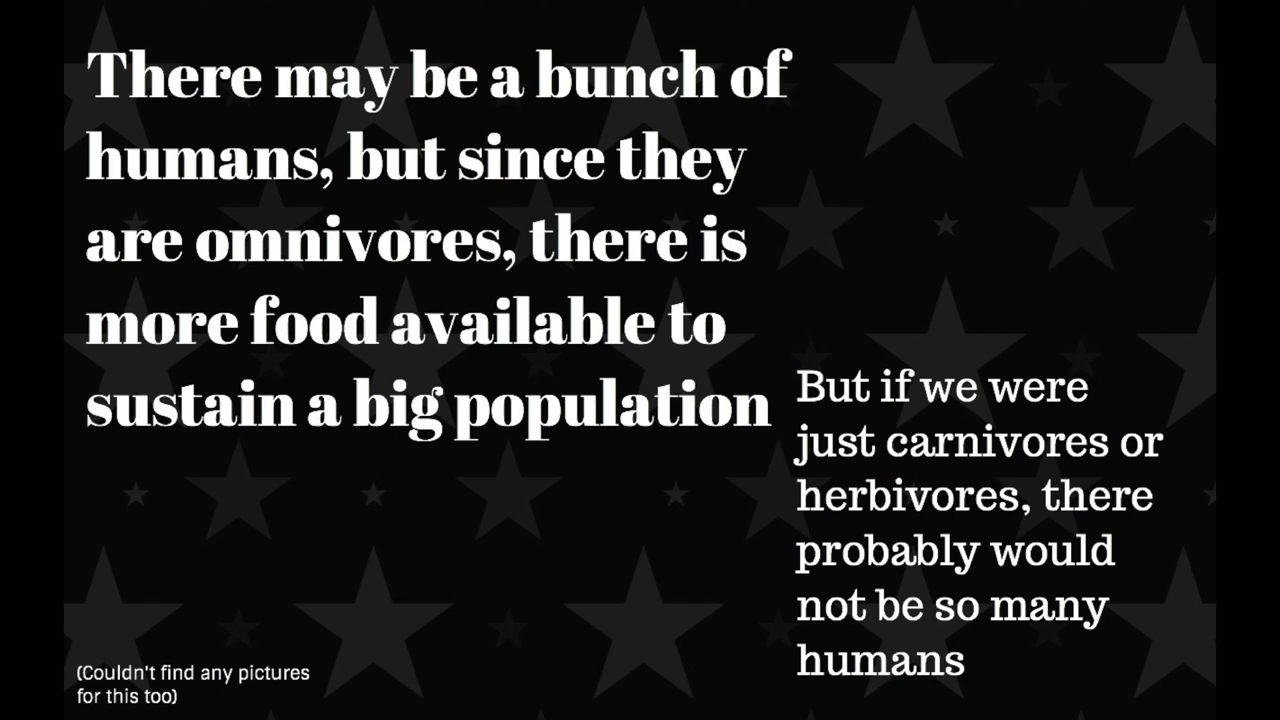 There may be a bunch of
humans, but since they
are omnivores, there is
more food available to
sustain a big population
But if we were
just carnivores or
herbivores, there
probably would
not be so many
humans
(Couldn't find any pictures
for this too)